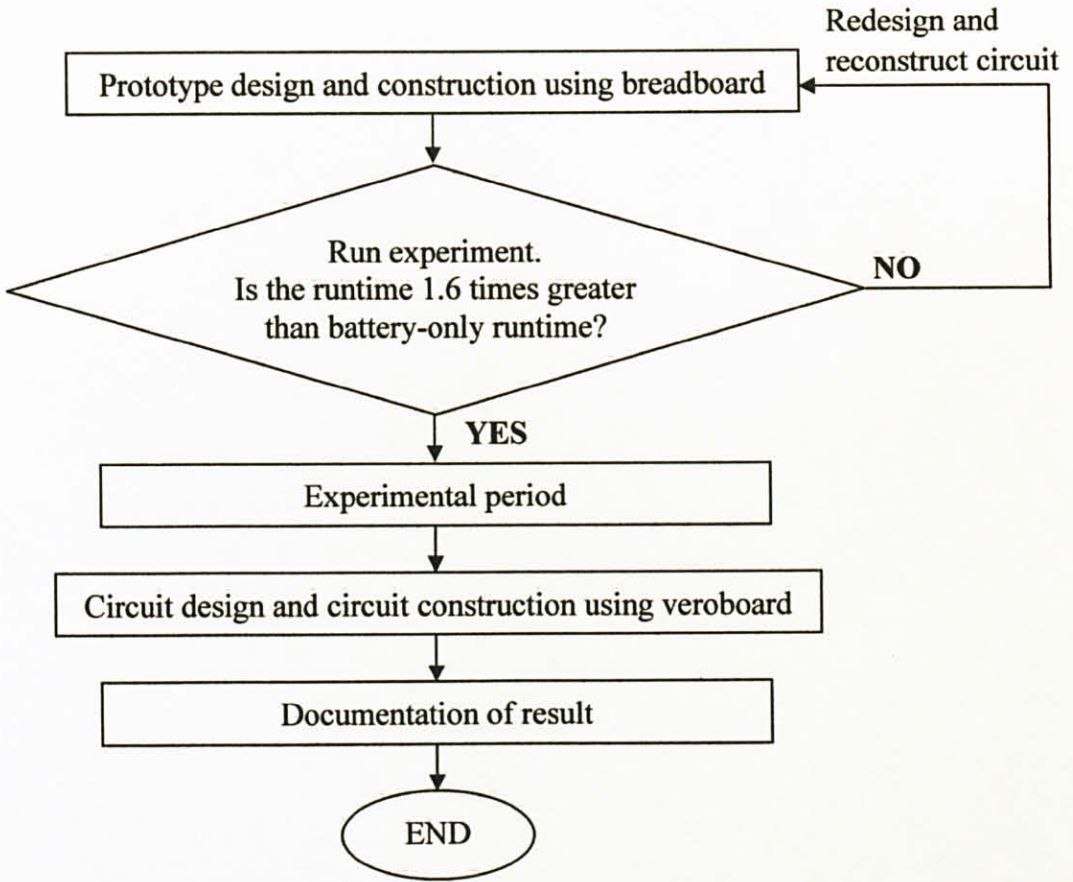 Redesign and
reconstruct circuit
Prototype design and construction using breadboard
Run experiment.
Is the runtime 1.6 times greater
than battery-only runtime?
NO
YES
Experimental period
Circuit design and circuit construction using veroboard
Documentation of result
END